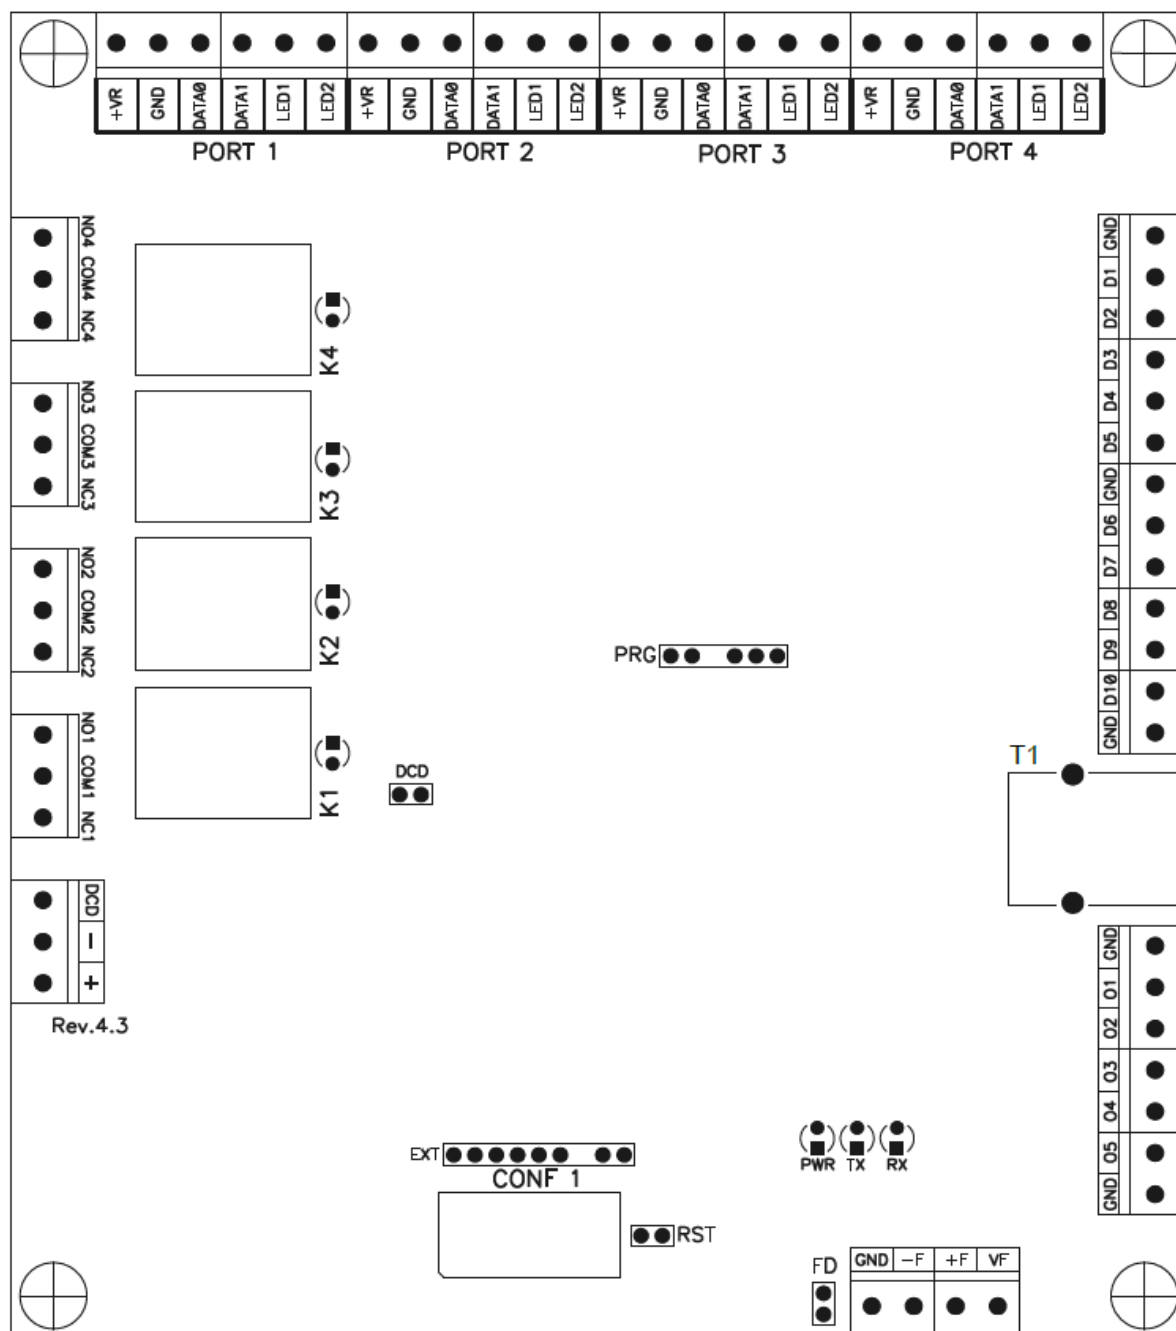 +VR GND DATA0 DATA1 LED1 LED2 +VR GND DATA0 DATA1 LED1 LED2 +VR GND DATA0 DATA1 LED1 LED2 +VR GND DATA0 DATA1 LED1 LED2
PORT 1 PORT 2 PORT 3 PORT 4
NO4 COM4 NC4
K4
NO3 COM3 NC3
K3
NO2 COM2 NC2
K2
NO1 COM1 NC1
K1
DCD
DCD
-
+
Rev.4.3
PRG
GND
D1
D2
D3
D4
D5
GND
D6
D7
D8
D9
D10
GND
T1
GND
O1
O2
O3
O4
O5
GND
EXT
CONF 1
RST
PWR TX RX
FD
GND -F +F VF